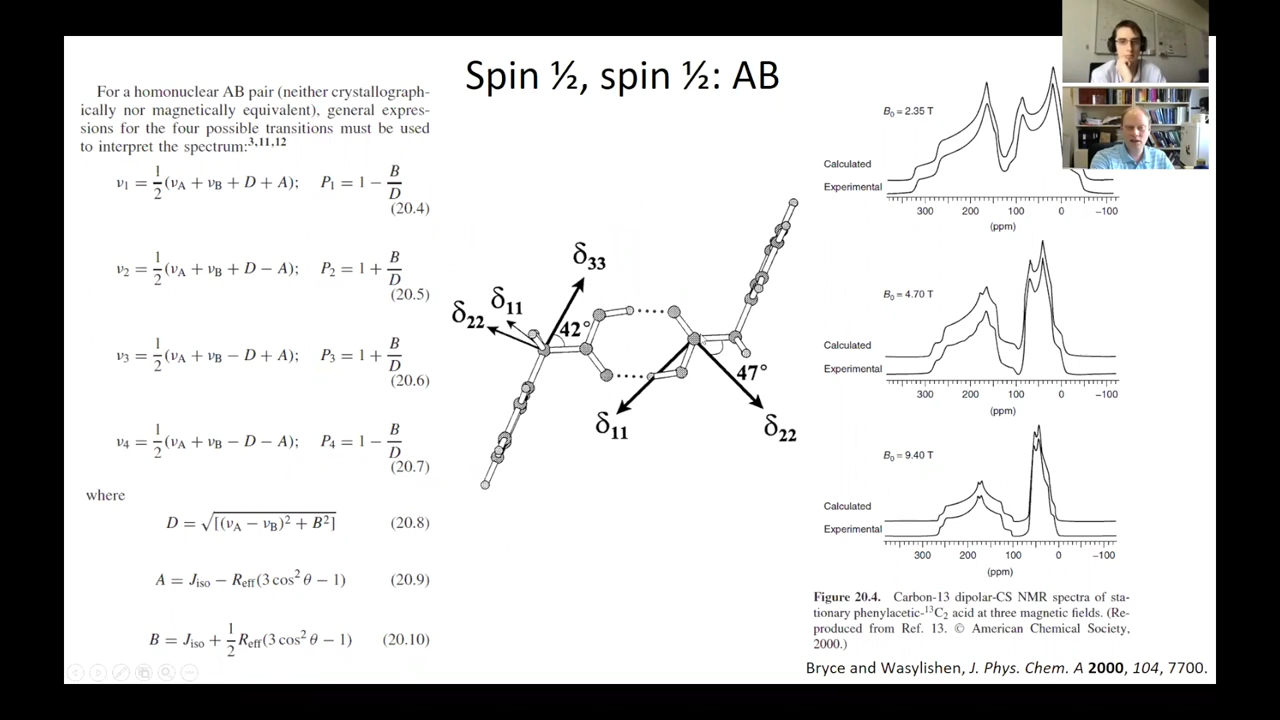 Spin ½, spin ½: AB
For a homonuclear AB pair (neither crystallograph-
ically nor magnetically equivalent), general expres-
sions for the four possible transitions must be used
to interpret the spectrum:3,11,12
ν1 = 1/2(νA + νB + D + A); P1 = 1 − B/D
(20.4)
ν2 = 1/2(νA + νB + D − A); P2 = 1 + B/D
(20.5)
ν3 = 1/2(νA + νB − D + A); P3 = 1 + B/D
(20.6)
ν4 = 1/2(νA + νB − D − A); P4 = 1 − B/D
(20.7)
where
D = √[(νA − νB)² + B²] (20.8)
A = Jiso − Reff(3 cos² θ − 1) (20.9)
B = Jiso + 1/2 Reff(3 cos² θ − 1) (20.10)
δ33
δ11
δ22
42°
47°
δ11
δ22
B0 = 2.35 T
Calculated
Experimental
300 200 100 0 −100
(ppm)
B0 = 4.70 T
Calculated
Experimental
300 200 100 0 −100
(ppm)
B0 = 9.40 T
Calculated
Experimental
300 200 100 0 −100
(ppm)
Figure 20.4. Carbon-13 dipolar-CS NMR spectra of sta-
tionary phenylacetic-¹³C2 acid at three magnetic fields. (Re-
produced from Ref. 13. © American Chemical Society,
2000.)
Bryce and Wasylishen, J. Phys. Chem. A 2000, 104, 7700.